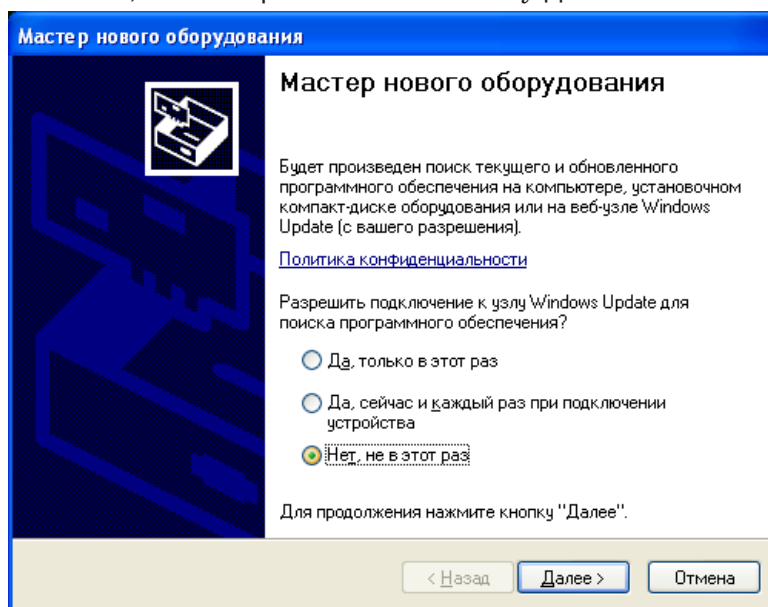 Мастер нового оборудования
Мастер нового оборудования
Будет произведен поиск текущего и обновленного
программного обеспечения на компьютере, установочном
компакт-диске оборудования или на веб-узле Windows
Update (с вашего разрешения).
Политика конфиденциальности
Разрешить подключение к узлу Windows Update для
поиска программного обеспечения?
Да, только в этот раз
Да, сейчас и каждый раз при подключении
устройства
Нет, не в этот раз
Для продолжения нажмите кнопку "Далее".
< Назад Далее > Отмена